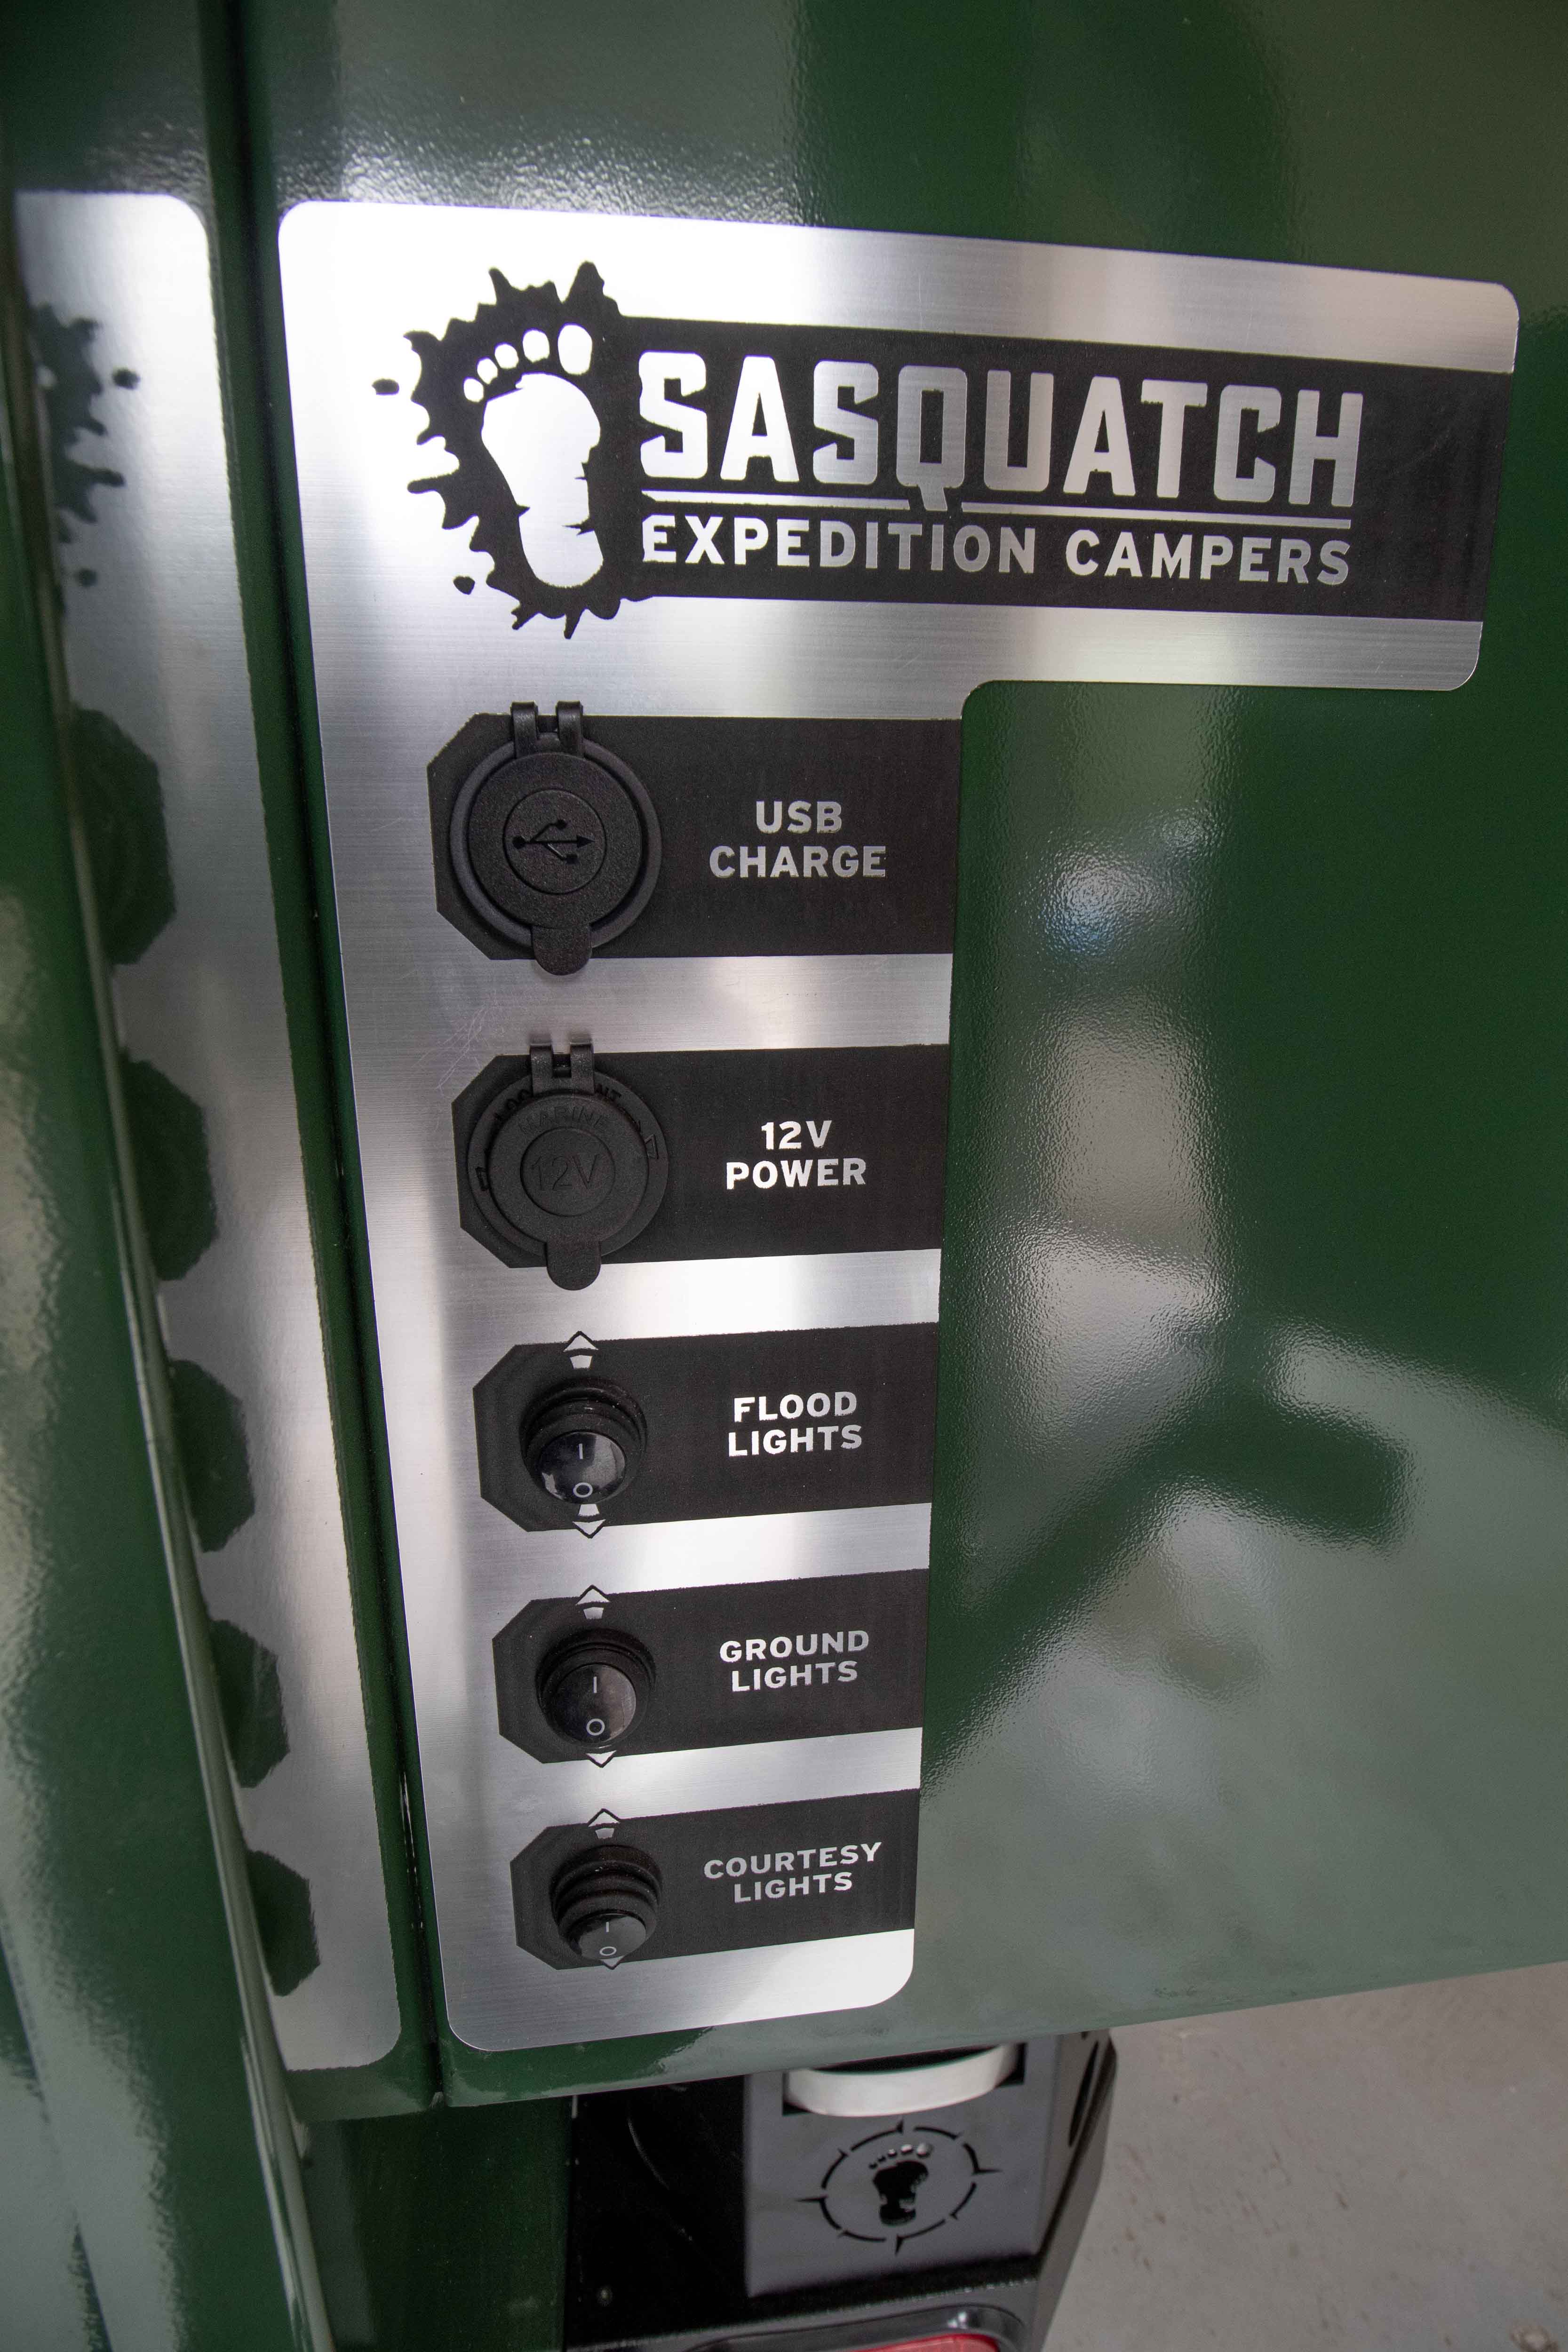 SASQUATCH
EXPEDITION CAMPERS
USB
CHARGE
MARINE
12V
12V
POWER
FLOOD
LIGHTS
I
O
GROUND
LIGHTS
I
O
COURTESY
LIGHTS
I
O